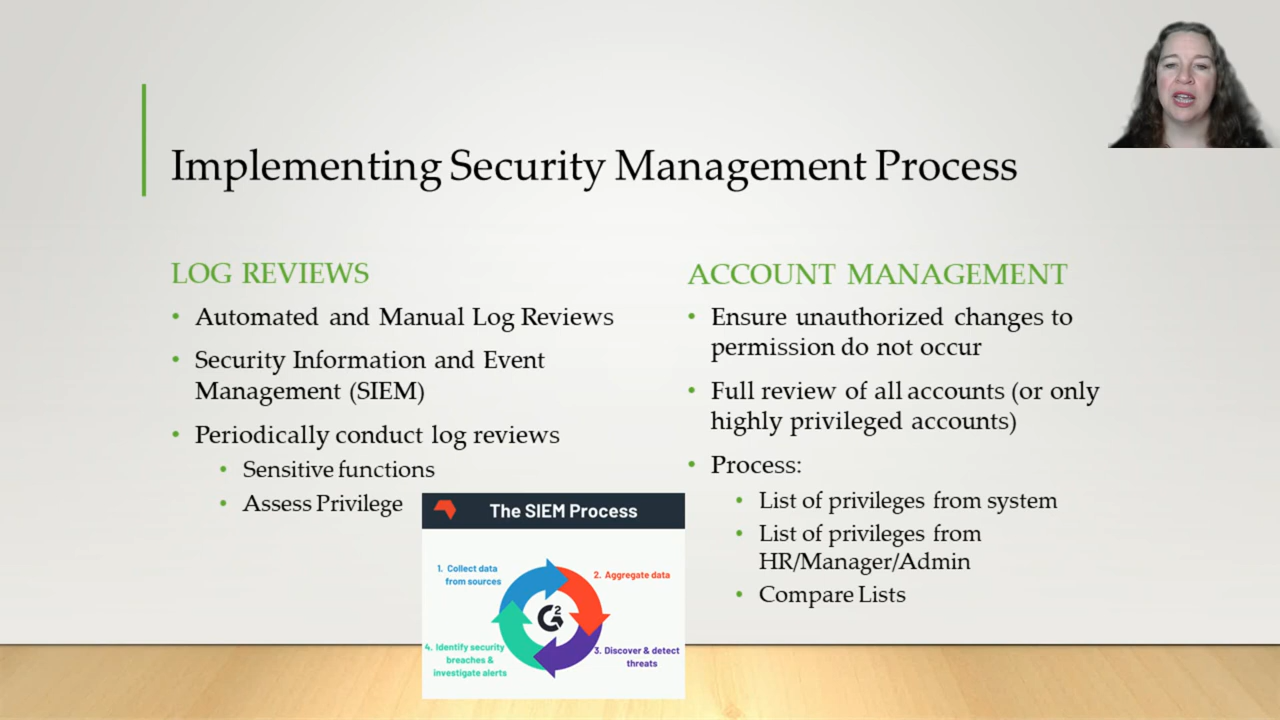 Implementing Security Management Process
LOG REVIEWS
• Automated and Manual Log Reviews
• Security Information and Event
Management (SIEM)
• Periodically conduct log reviews
• Sensitive functions
• Assess Privilege
The SIEM Process
1. Collect data
from sources
2. Aggregate data
3. Discover & detect
threats
4. Identify security
breaches &
investigate alerts
G2
ACCOUNT MANAGEMENT
• Ensure unauthorized changes to
permission do not occur
• Full review of all accounts (or only
highly privileged accounts)
• Process:
• List of privileges from system
• List of privileges from
HR/Manager/Admin
• Compare Lists